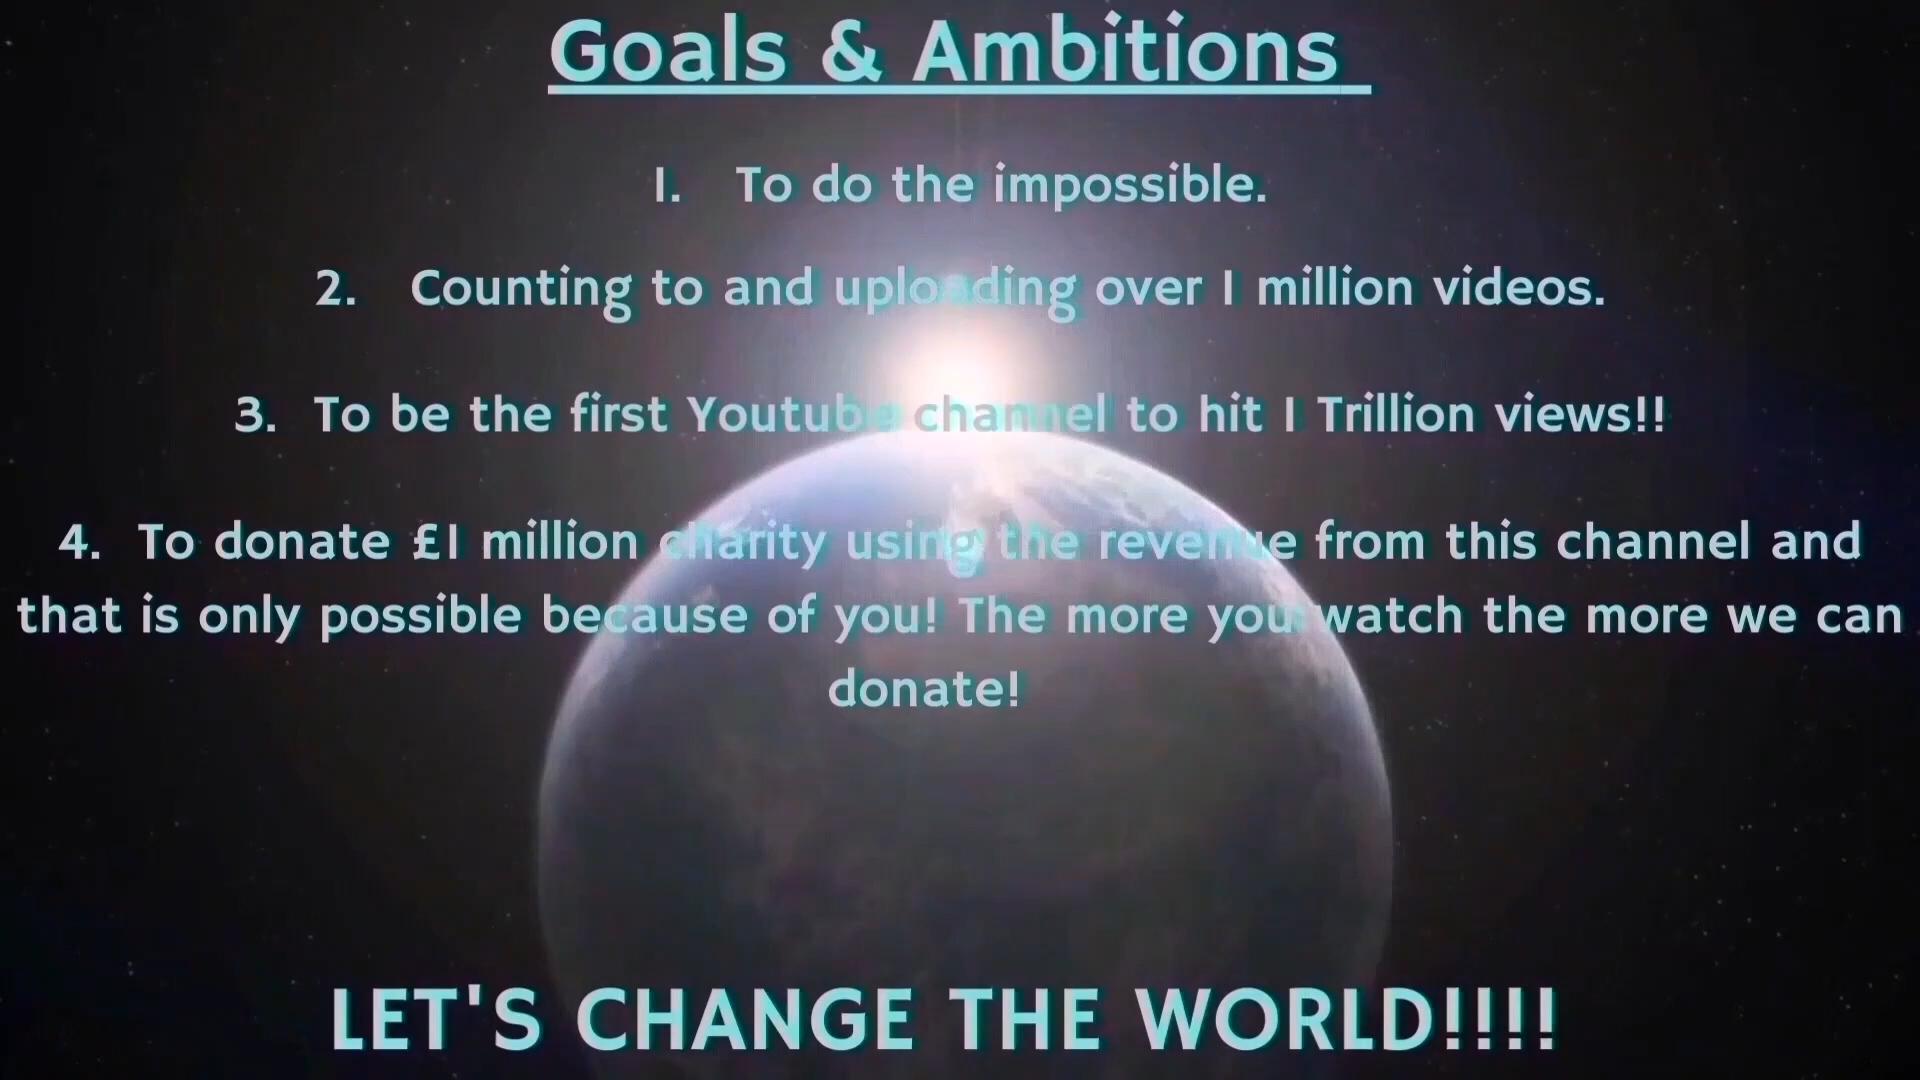 Goals & Ambitions
1. To do the impossible.
2. Counting to and uploading over 1 million videos.
3. To be the first Youtube channel to hit 1 Trillion views!!
4. To donate £1 million charity using the revenue from this channel and
that is only possible because of you! The more you watch the more we can
donate!
LET'S CHANGE THE WORLD!!!!